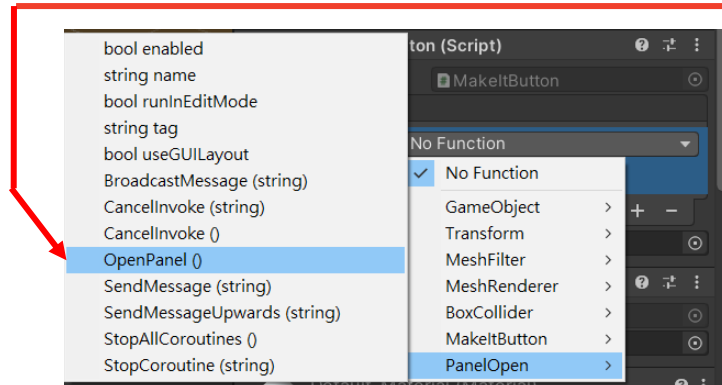 bool enabled
string name
bool runInEditMode
string tag
bool useGUILayout
BroadcastMessage (string)
CancelInvoke (string)
CancelInvoke ()
OpenPanel ()
SendMessage (string)
SendMessageUpwards (string)
StopAllCoroutines ()
StopCoroutine (string)
ton (Script)
MakeItButton
No Function
No Function
GameObject
Transform
MeshFilter
MeshRenderer
BoxCollider
MakeItButton
PanelOpen